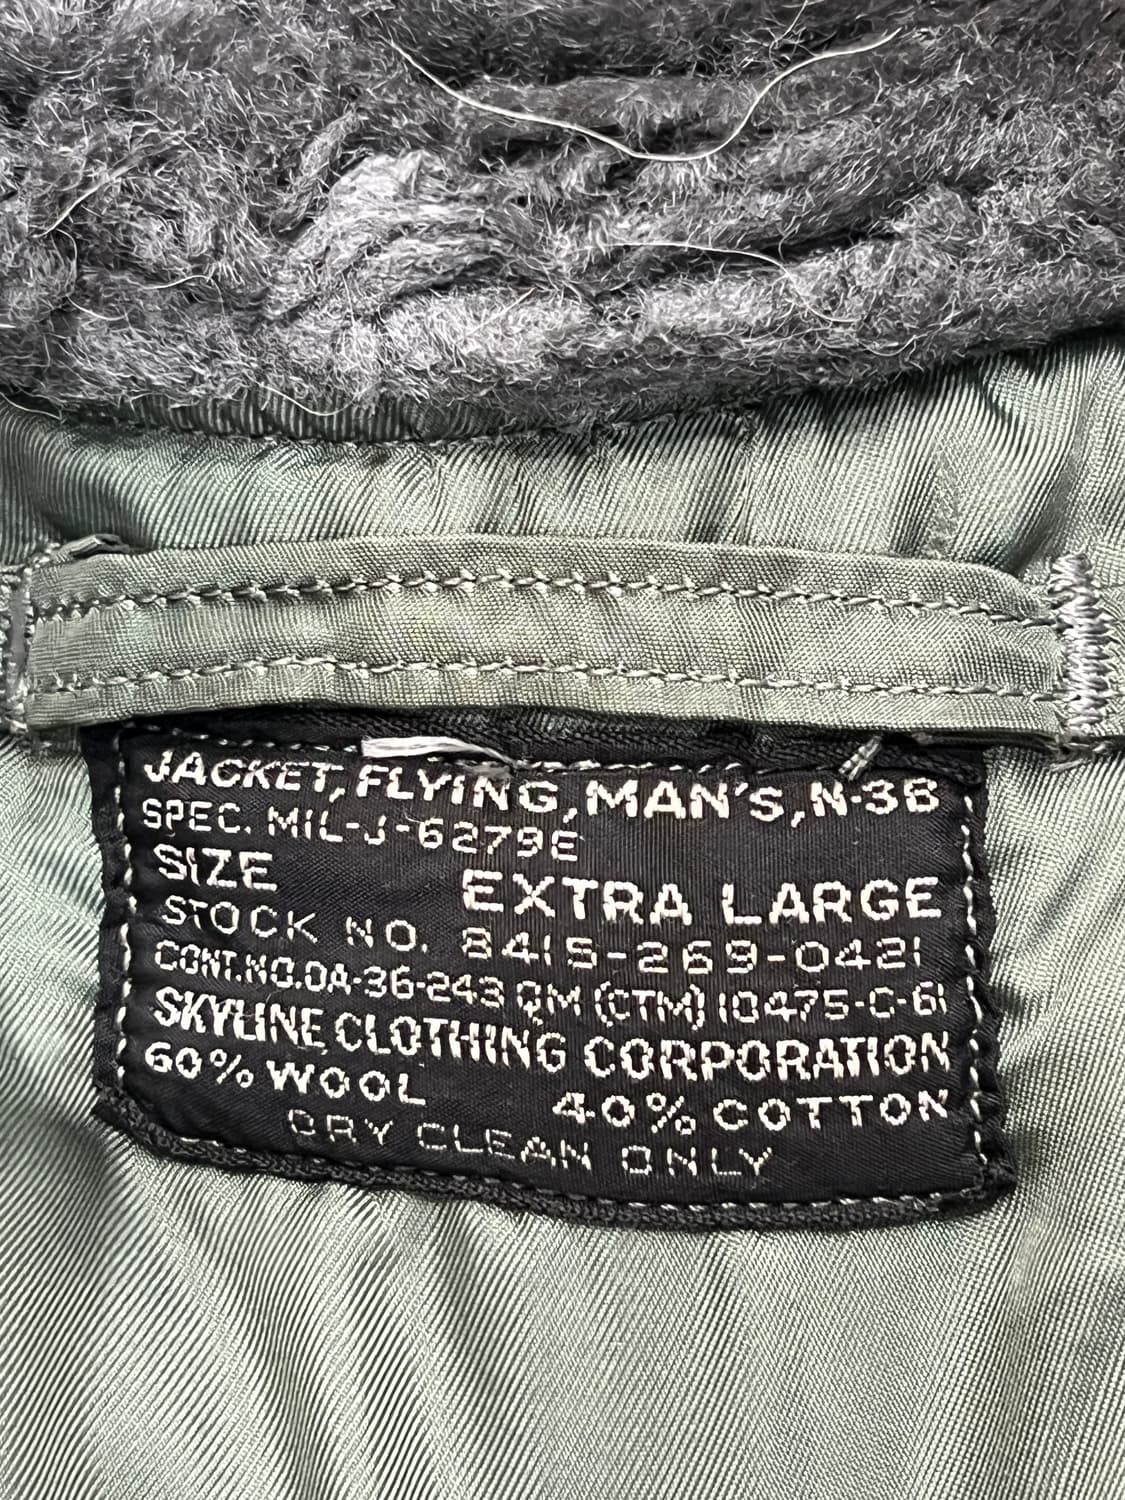 JACKET, FLYING, MAN'S, N-3B
SPEC. MIL-J-6279E
SIZE EXTRA LARGE
STOCK NO. 8415-269-0421
CONT. NO. DA-36-243 QM (CTM) 10475-C-61
SKYLINE CLOTHING CORPORATION
60% WOOL 40% COTTON
DRY CLEAN ONLY